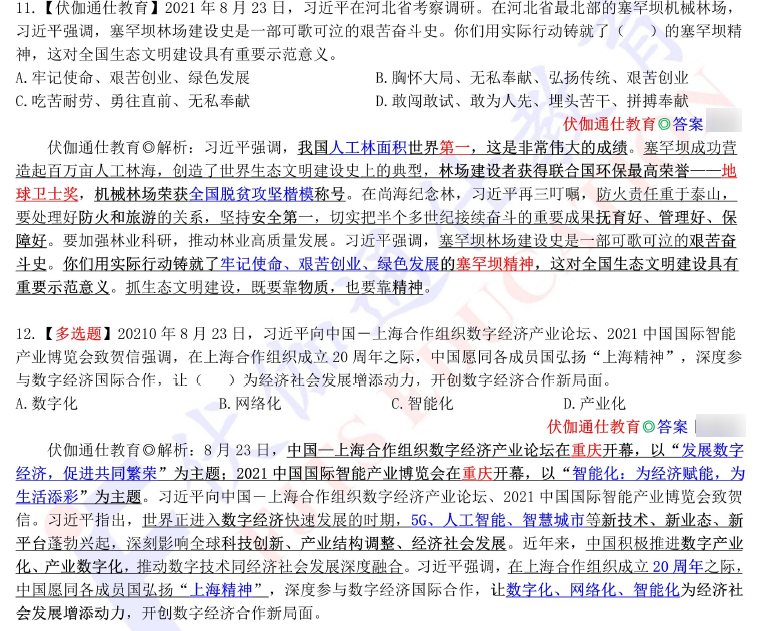 11.【伏伽通仕教育】2021 年 8 月 23 日，习近平在河北省考察调研。在河北省最北部的塞罕坝机械林场，
习近平强调，塞罕坝林场建设史是一部可歌可泣的艰苦奋斗史。你们用实际行动铸就了（ ）的塞罕坝精
神，这对全国生态文明建设具有重要示范意义。
A.牢记使命、艰苦创业、绿色发展 B.胸怀大局、无私奉献、弘扬传统、艰苦创业
C.吃苦耐劳、勇往直前、无私奉献 D.敢闯敢试、敢为人先、埋头苦干、拼搏奉献
伏伽通仕教育◎答案
伏伽通仕教育◎解析：习近平强调，我国人工林面积世界第一，这是非常伟大的成绩。塞罕坝成功营
造起百万亩人工林海，创造了世界生态文明建设史上的典型，林场建设者获得联合国环保最高荣誉——地
球卫士奖，机械林场荣获全国脱贫攻坚楷模称号。在尚海纪念林，习近平再三叮嘱，防火责任重于泰山，
要处理好防火和旅游的关系，坚持安全第一，切实把半个多世纪接续奋斗的重要成果抚育好、管理好、保
障好。要加强林业科研，推动林业高质量发展。习近平强调，塞罕坝林场建设史是一部可歌可泣的艰苦奋
斗史。你们用实际行动铸就了牢记使命、艰苦创业、绿色发展的塞罕坝精神，这对全国生态文明建设具有
重要示范意义。抓生态文明建设，既要靠物质，也要靠精神。
12.【多选题】20210 年 8 月 23 日，习近平向中国－上海合作组织数字经济产业论坛、2021 中国国际智能
产业博览会致贺信强调，在上海合作组织成立 20 周年之际，中国愿同各成员国弘扬“上海精神”，深度参
与数字经济国际合作，让（ ）为经济社会发展增添动力，开创数字经济合作新局面。
A.数字化 B.网络化 C.智能化 D.产业化
伏伽通仕教育◎答案
伏伽通仕教育◎解析：8 月 23 日，中国—上海合作组织数字经济产业论坛在重庆开幕，以“发展数字
经济，促进共同繁荣”为主题；2021 中国国际智能产业博览会在重庆开幕，以“智能化：为经济赋能，为
生活添彩”为主题。习近平向中国－上海合作组织数字经济产业论坛、2021 中国国际智能产业博览会致贺
信。习近平指出，世界正进入数字经济快速发展的时期，5G、人工智能、智慧城市等新技术、新业态、新
平台蓬勃兴起，深刻影响全球科技创新、产业结构调整、经济社会发展。近年来，中国积极推进数字产业
化、产业数字化，推动数字技术同经济社会发展深度融合。习近平强调，在上海合作组织成立 20 周年之际，
中国愿同各成员国弘扬“上海精神”，深度参与数字经济国际合作，让数字化、网络化、智能化为经济社
会发展增添动力，开创数字经济合作新局面。